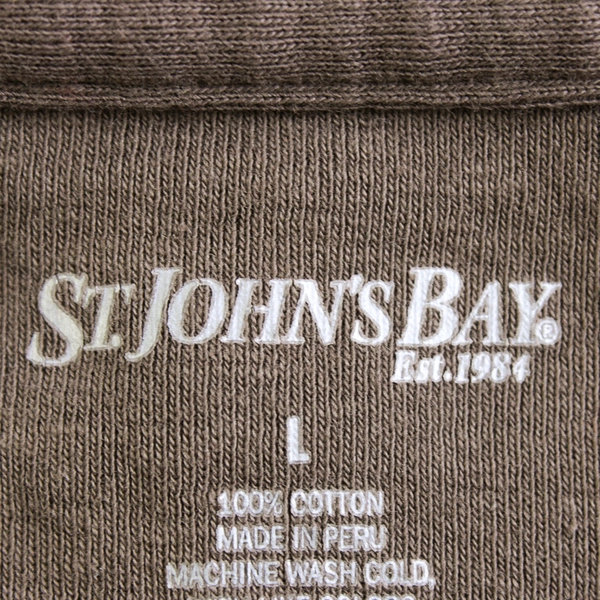 ST. JOHN'S BAY®
Est. 1984
L
100% COTTON
MADE IN PERU
MACHINE WASH COLD,